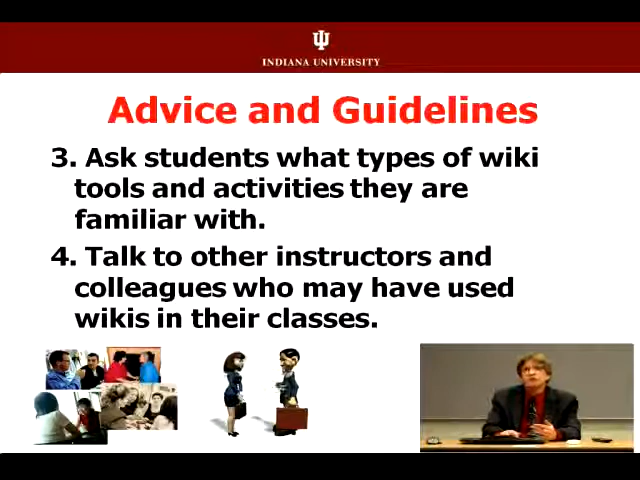 INDIANA UNIVERSITY
Advice and Guidelines
3. Ask students what types of wiki
tools and activities they are
familiar with.
4. Talk to other instructors and
colleagues who may have used
wikis in their classes.